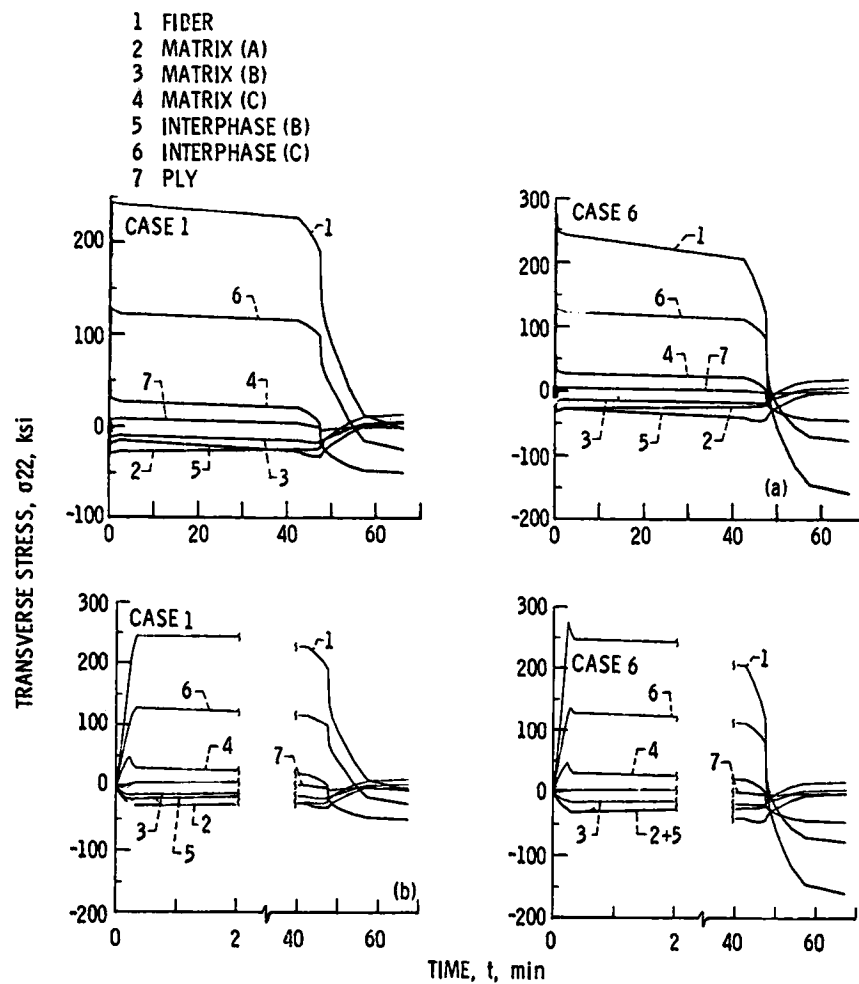 1 FIBER
2 MATRIX (A)
3 MATRIX (B)
4 MATRIX (C)
5 INTERPHASE (B)
6 INTERPHASE (C)
7 PLY
TRANSVERSE STRESS, σ22, ksi
CASE 1
200
100
0
-100
0 20 40 60
1
6
7
4
2
5
3
CASE 6
300
200
100
0
-50
-100
-200
0 20 40 60
1
6
4
7
3
5
2
(a)
CASE 1
300
200
100
0
-100
-200
0 2 40 60
1
6
4
7
3
5
2
(b)
CASE 6
300
200
100
0
-100
-200
0 2 40 60
1
6
4
7
3
2+5
TIME, t, min